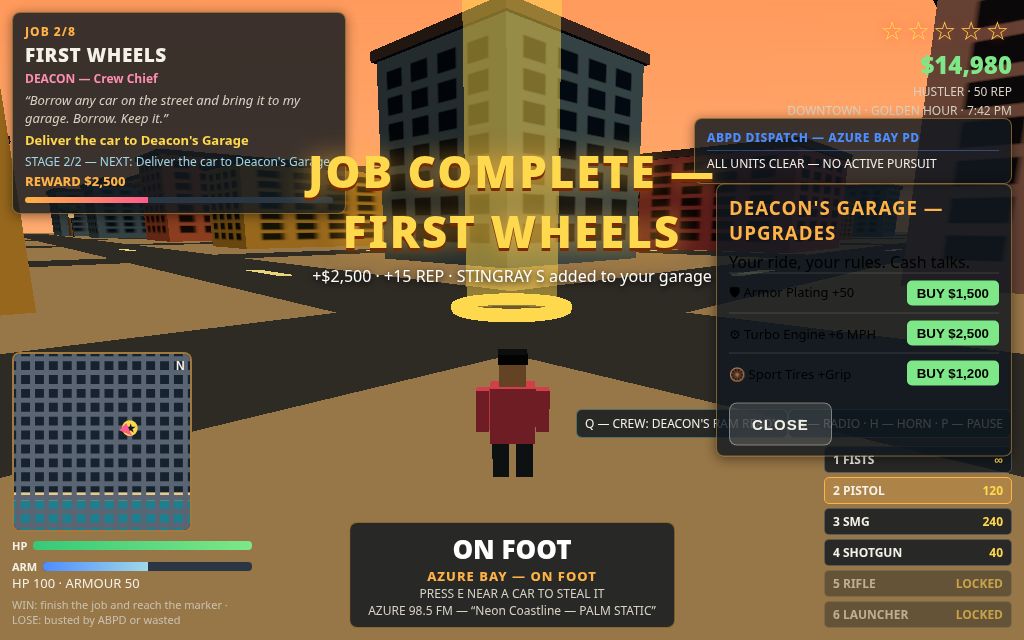 JOB 2/8
FIRST WHEELS
DEACON — Crew Chief
“Borrow any car on the street and bring it to my
garage. Borrow. Keep it.”
Deliver the car to Deacon's Garage
STAGE 2/2 — NEXT: Deliver the car to Deacon's Garage
REWARD $2,500
☆☆☆☆☆
$14,980
HUSTLER · 50 REP
DOWNTOWN · GOLDEN HOUR · 7:42 PM
ABPD DISPATCH — AZURE BAY PD
ALL UNITS CLEAR — NO ACTIVE PURSUIT
JOB COMPLETE —
FIRST WHEELS
+$2,500 · +15 REP · STINGRAY S added to your garage
DEACON'S GARAGE —
UPGRADES
Your ride, your rules. Cash talks.
Armor Plating +50
BUY $1,500
Turbo Engine +6 MPH
BUY $2,500
Sport Tires +Grip
BUY $1,200
CLOSE
Q — CREW: DEACON'S RAM
RADIO · H — HORN · P — PAUSE
N
1 FISTS ∞
2 PISTOL 120
3 SMG 240
4 SHOTGUN 40
5 RIFLE LOCKED
6 LAUNCHER LOCKED
HP
ARM
HP 100 · ARMOUR 50
WIN: finish the job and reach the marker ·
LOSE: busted by ABPD or wasted
ON FOOT
AZURE BAY — ON FOOT
PRESS E NEAR A CAR TO STEAL IT
AZURE 98.5 FM — “Neon Coastline — PALM STATIC”